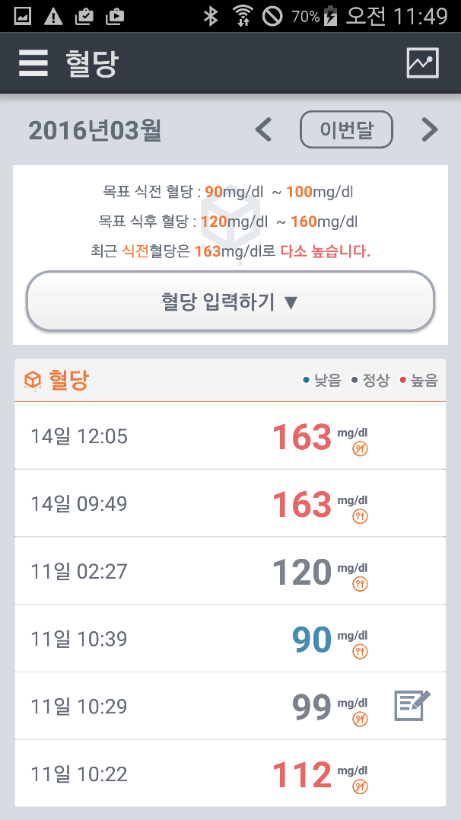 70% 오전 11:49
혈당
2016년03월 이번달
목표 식전 혈당 : 90mg/dl ~ 100mg/dl
목표 식후 혈당 : 120mg/dl ~ 160mg/dl
최근 식전혈당은 163mg/dl로 다소 높습니다.
혈당 입력하기 ▼
혈당 •낮음 •정상 •높음
14일 12:05 163 mg/dl
14일 09:49 163 mg/dl
11일 02:27 120 mg/dl
11일 10:39 90 mg/dl
11일 10:29 99 mg/dl
11일 10:22 112 mg/dl